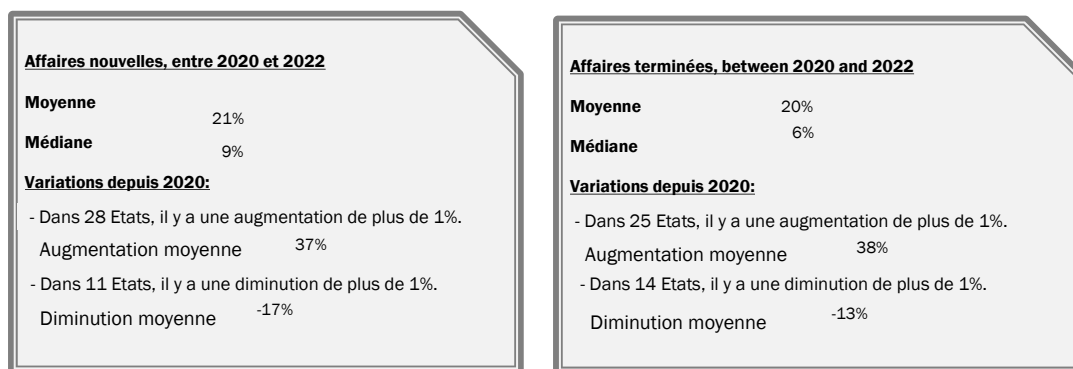 Affaires nouvelles, entre 2020 et 2022
Moyenne 21%
Médiane 9%
Variations depuis 2020:
- Dans 28 Etats, il y a une augmentation de plus de 1%.
Augmentation moyenne 37%
- Dans 11 Etats, il y a une diminution de plus de 1%.
Diminution moyenne -17%
Affaires terminées, between 2020 and 2022
Moyenne 20%
Médiane 6%
Variations depuis 2020:
- Dans 25 Etats, il y a une augmentation de plus de 1%.
Augmentation moyenne 38%
- Dans 14 Etats, il y a une diminution de plus de 1%.
Diminution moyenne -13%